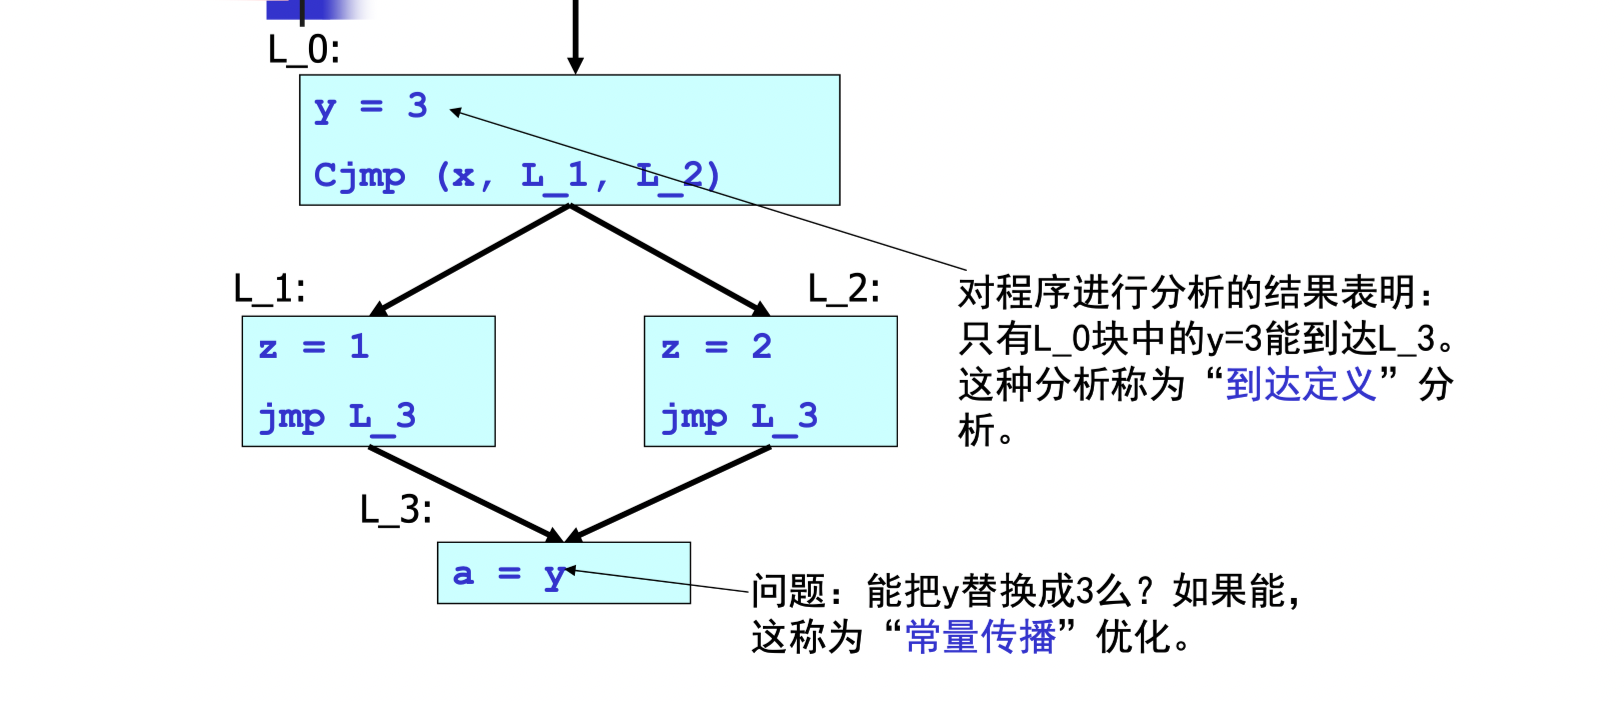 L_0:
y = 3
Cjmp (x, L_1, L_2)
L_1:
z = 1
jmp L_3
L_2:
z = 2
jmp L_3
对程序进行分析的结果表明：
只有L_0块中的y=3能到达L_3。
这种分析称为“到达定义”分
析。
L_3:
a = y
问题：能把y替换成3么？如果能，
这称为“常量传播”优化。